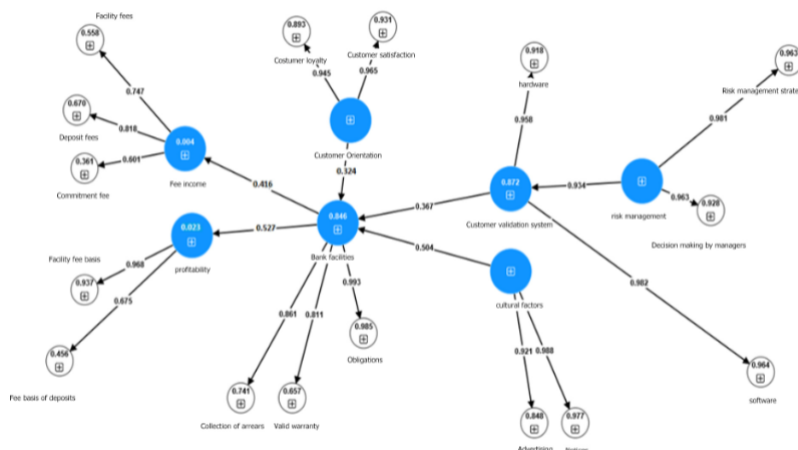 Facility fees
0.558
0.893
0.931
Costumer loyalty
Customer satisfaction
0.945
0.965
0.918
hardware
0.963
Risk management strate
0.747
0.670
0.818
Deposit fees
0.361
0.601
Commitment fee
Fee income
0.416
Customer Orientation
0.324
0.958
0.981
0.872
0.934
0.963
0.928
risk management
Customer validation system
Decision making by managers
0.367
0.846
0.023
0.527
0.504
Bank facilities
profitability
Facility fee basis
0.968
0.937
0.675
0.993
0.982
cultural factors
0.861
0.811
0.985
Obligations
0.921
0.988
0.456
Fee basis of deposits
0.741
0.657
Collection of arrears
Valid warranty
0.964
software
0.848
0.977